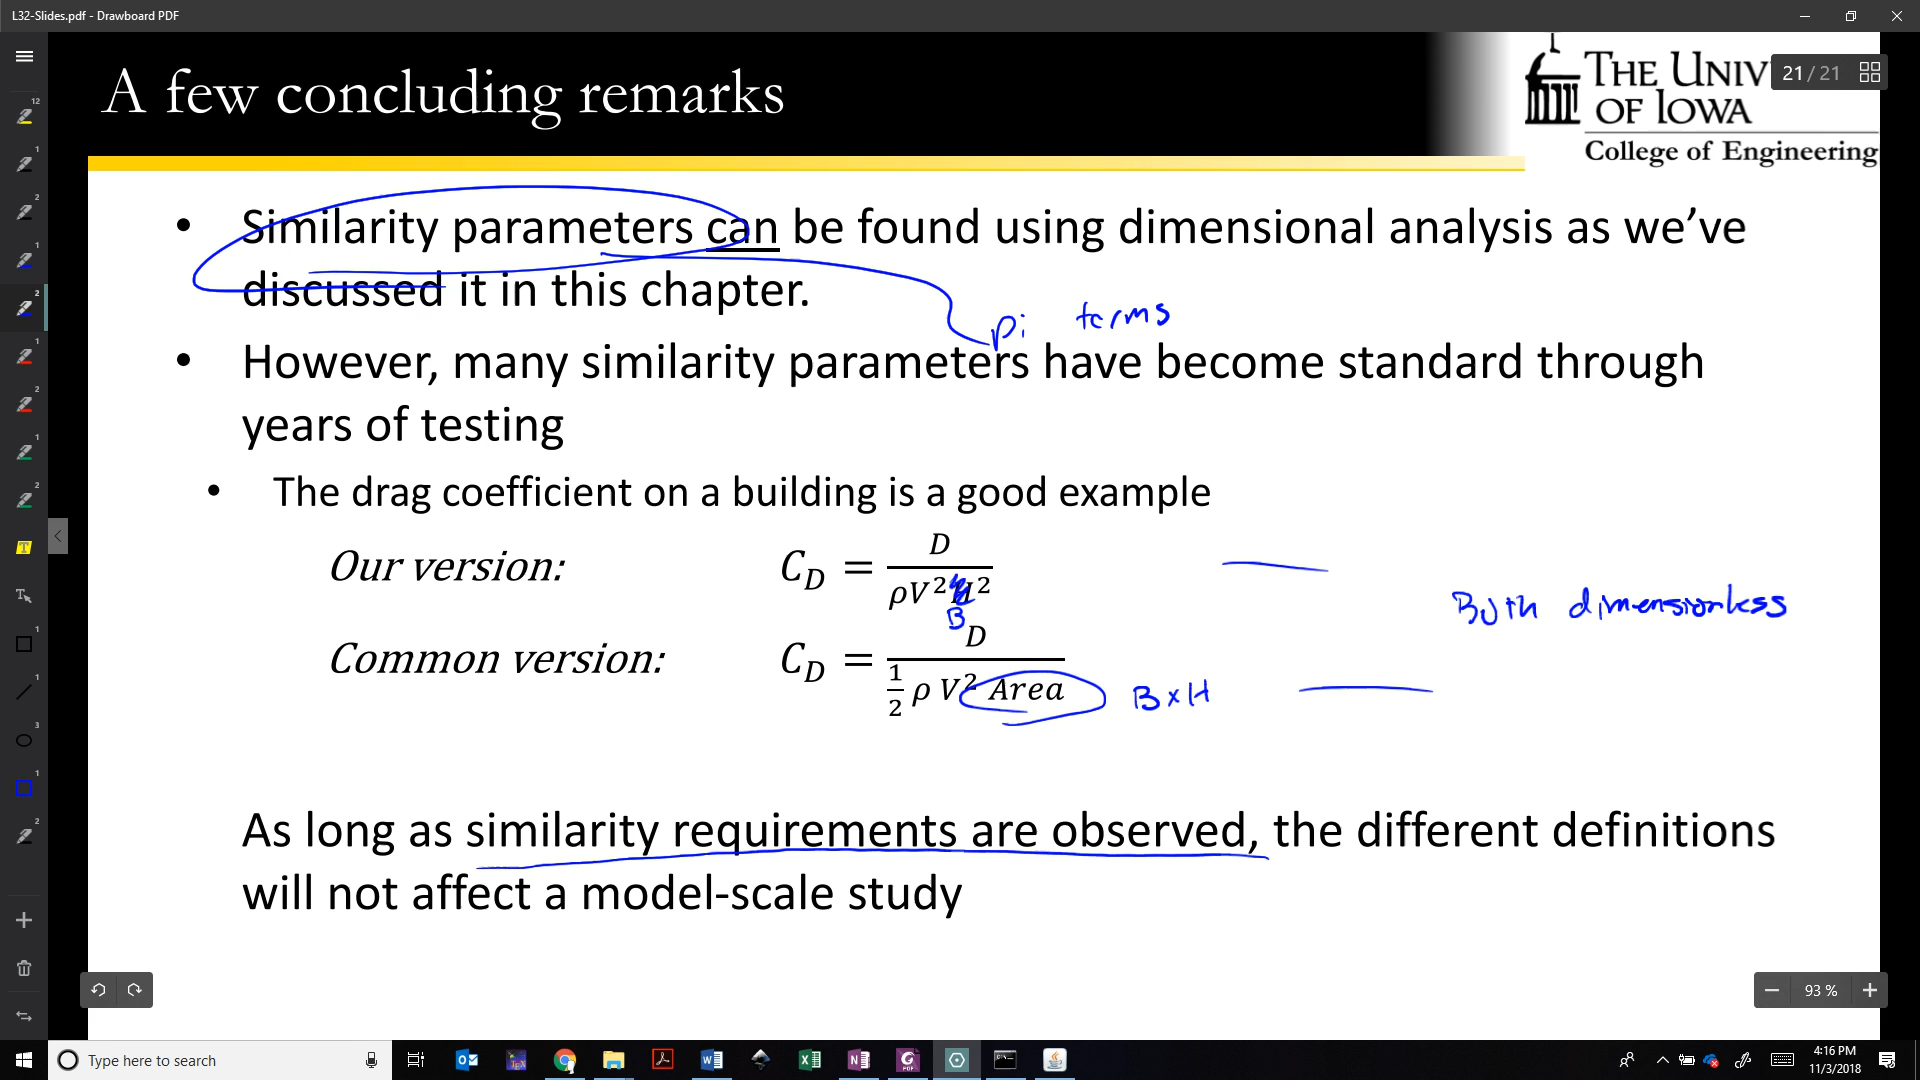 L32-Slides.pdf - Drawboard PDF
A few concluding remarks
THE UNIV
OF IOWA
College of Engineering
21 / 21
• Similarity parameters can be found using dimensional analysis as we've
discussed it in this chapter.
pi terms
• However, many similarity parameters have become standard through
years of testing
• The drag coefficient on a building is a good example
Our version: C_D = D / ρV²H²
B
Both dimensionless
Common version: C_D = D / ½ ρ V² Area
B x H
As long as similarity requirements are observed, the different definitions
will not affect a model-scale study
93 %
Type here to search
4:16 PM
11/3/2018